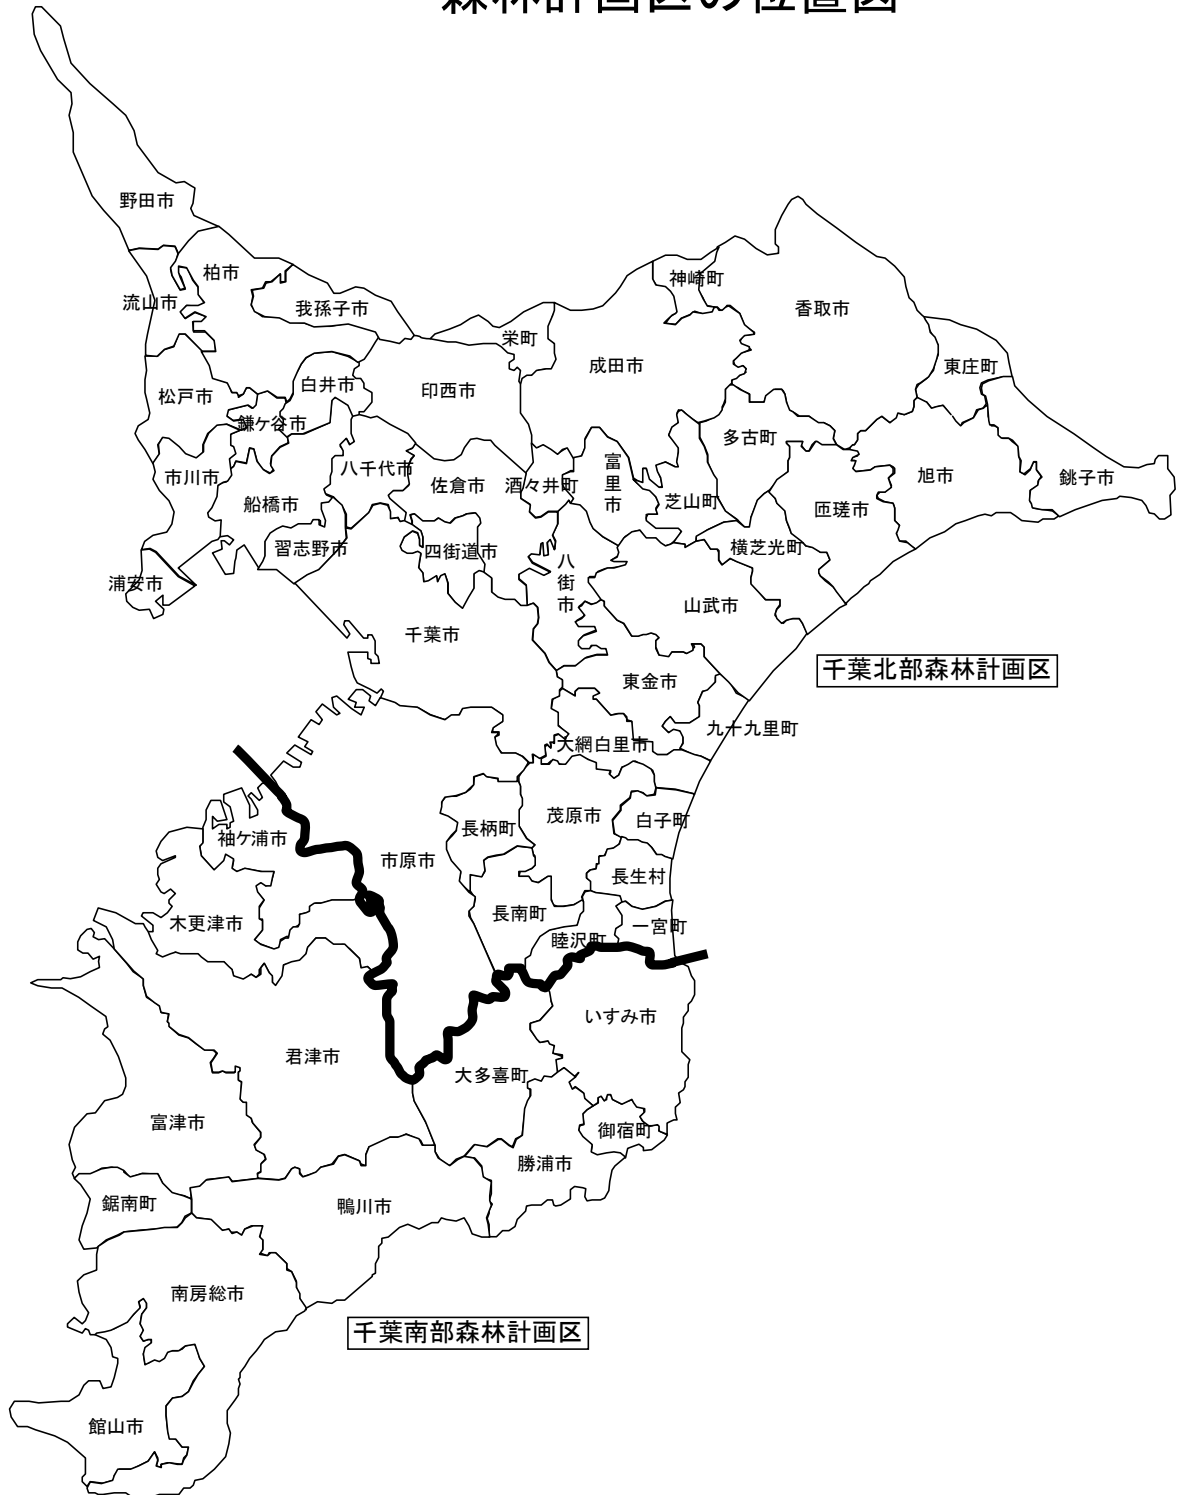 森林計画区の位置図
野田市
柏市
流山市
我孫子市
神崎町
香取市
栄町
成田市
東庄町
松戸市
白井市
印西市
鎌ケ谷市
多古町
市川市
八千代市
佐倉市
酒々井町
富里市
芝山町
旭市
銚子市
船橋市
匝瑳市
習志野市
四街道市
横芝光町
浦安市
八街市
山武市
千葉市
千葉北部森林計画区
東金市
九十九里町
大網白里市
袖ケ浦市
市原市
長柄町
茂原市
白子町
長生村
木更津市
長南町
睦沢町
一宮町
いすみ市
君津市
大多喜町
富津市
御宿町
勝浦市
鋸南町
鴨川市
南房総市
千葉南部森林計画区
館山市